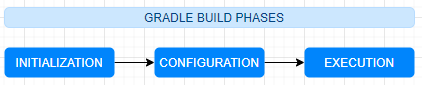 GRADLE BUILD PHASES
INITIALIZATION
CONFIGURATION
EXECUTION